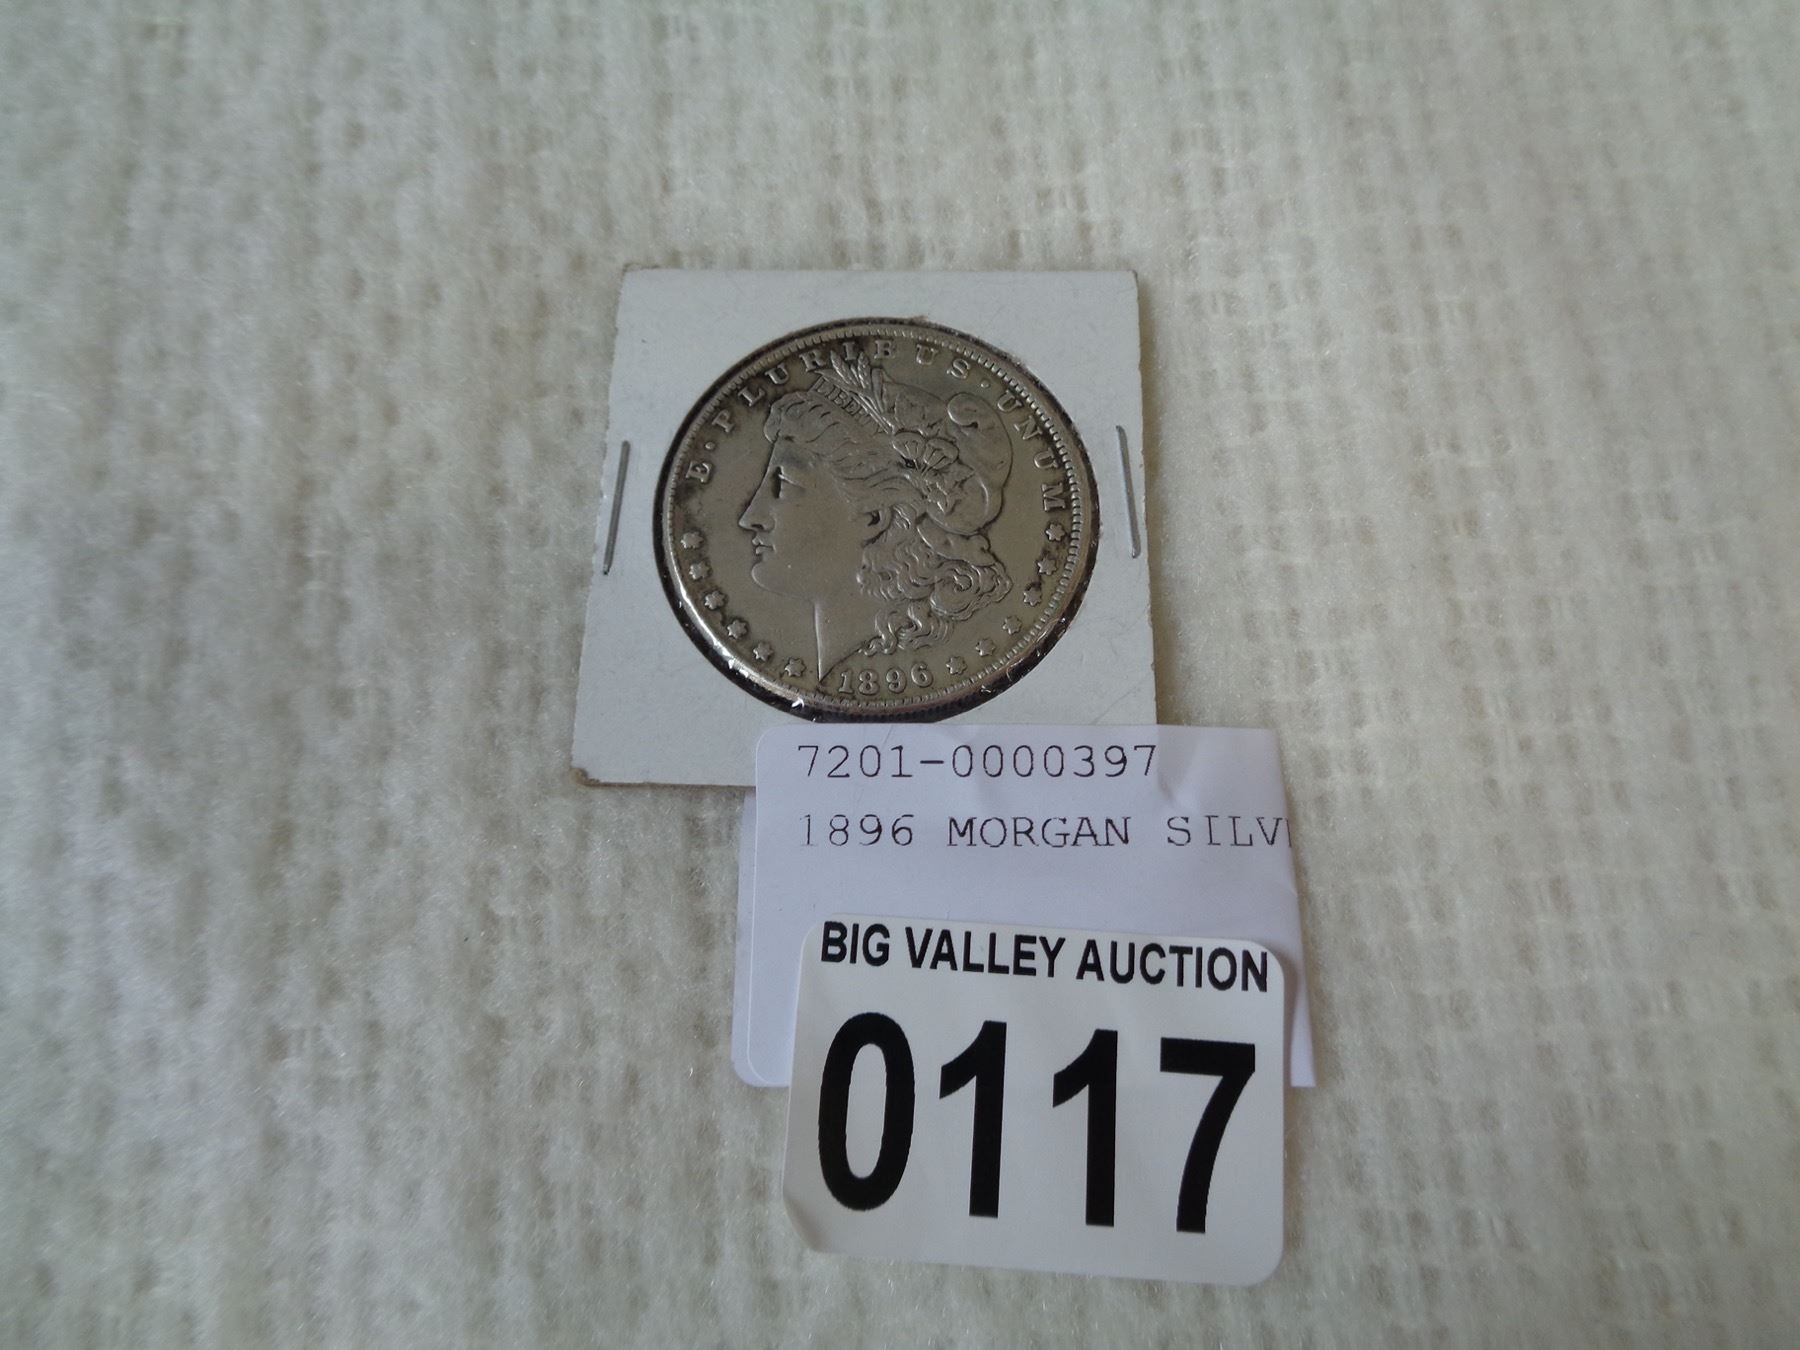 E·PLURIBUS·UNUM
LIBERTY
1896
7201-0000397
1896 MORGAN SILV
BIG VALLEY AUCTION
0117